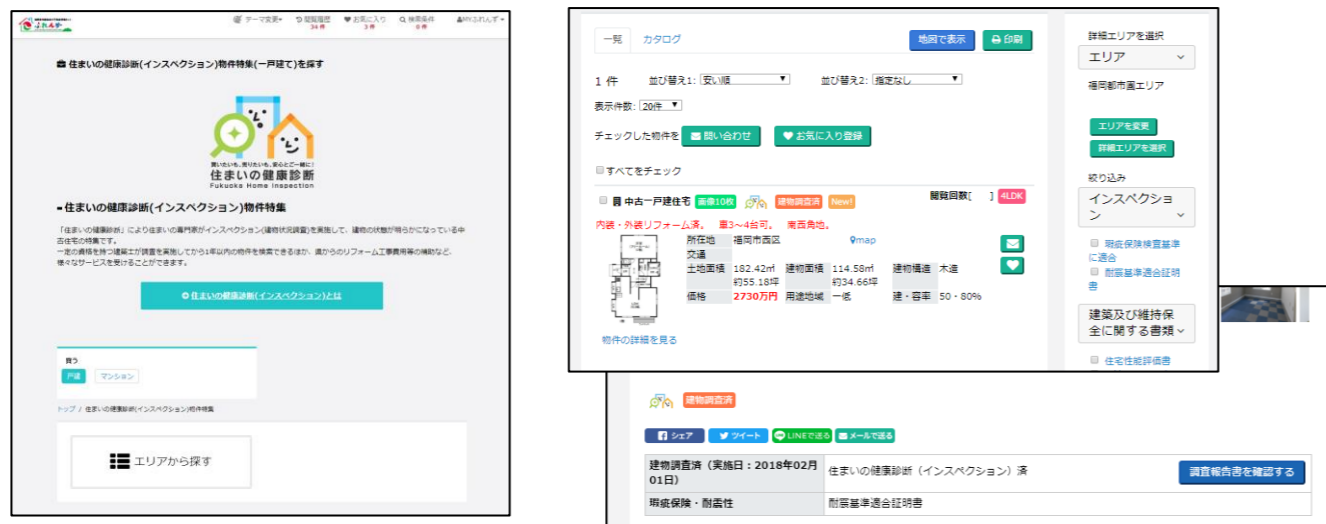 ふれんず
テーマ変更▾
閲覧履歴
34件
お気に入り
3件
検索条件
6件
MYふれんず▾
住まいの健康診断(インスペクション)物件特集(一戸建て)を探す
買いたいも、売りたいも、安心とご一緒に!
住まいの健康診断
Fukuoka Home Inspection
住まいの健康診断(インスペクション)物件特集
「住まいの健康診断」により住まいの専門家がインスペクション(建物状況調査)を実施して、建物の状態が明らかになっている中
古住宅の特集です。
一定の資格を持つ建築士が調査を実施してから1年以内の物件を検索できるほか、県からのリフォーム工事費用等の補助など、
様々なサービスを受けることができます。
住まいの健康診断(インスペクション)とは
買う
戸建
マンション
トップ / 住まいの健康診断(インスペクション)物件特集
エリアから探す
一覧
カタログ
地図で表示
印刷
1 件
並び替え1: 安い順
並び替え2: 指定なし
表示件数: 20件
チェックした物件を
問い合わせ
お気に入り登録
すべてをチェック
中古一戸建住宅
画像10枚
建物調査済
New!
閲覧回数[ ]
4LDK
内装・外装リフォーム済。 車3~4台可。 南西角地。
所在地 福岡市西区
map
交通
土地面積 182.42㎡ 建物面積 114.58㎡ 建物構造 木造
約55.18坪 約34.66坪
価格 2730万円 用途地域 一低 建・容率 50・80%
物件の詳細を見る
詳細エリアを選択
エリア
福岡都市圏エリア
エリアを変更
詳細エリアを選択
絞り込み
インスペクショ
ン
瑕疵保険検査基準
に適合
耐震基準適合証明
書
建築及び維持保
全に関する書類
住宅性能評価書
建物調査済
シェア
ツイート
LINEで送る
メールで送る
建物調査済(実施日:2018年02月
01日)
住まいの健康診断(インスペクション)済
調査報告書を確認する
瑕疵保険・耐震性
耐震基準適合証明書